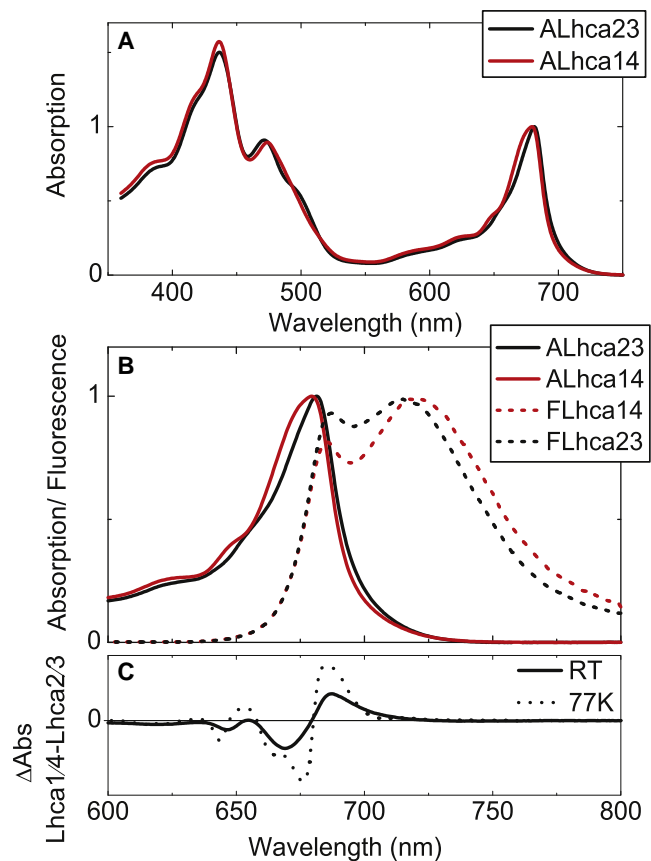 A
ALhca23
ALhca14
Absorption
1
0
400
500
600
700
Wavelength (nm)
B
ALhca23
ALhca14
FLhca14
FLhca23
Absorption/ Fluorescence
1
0
C
RT
77K
ΔAbs
Lhca1/4-Lhca2/3
0
600
650
700
750
800
Wavelength (nm)